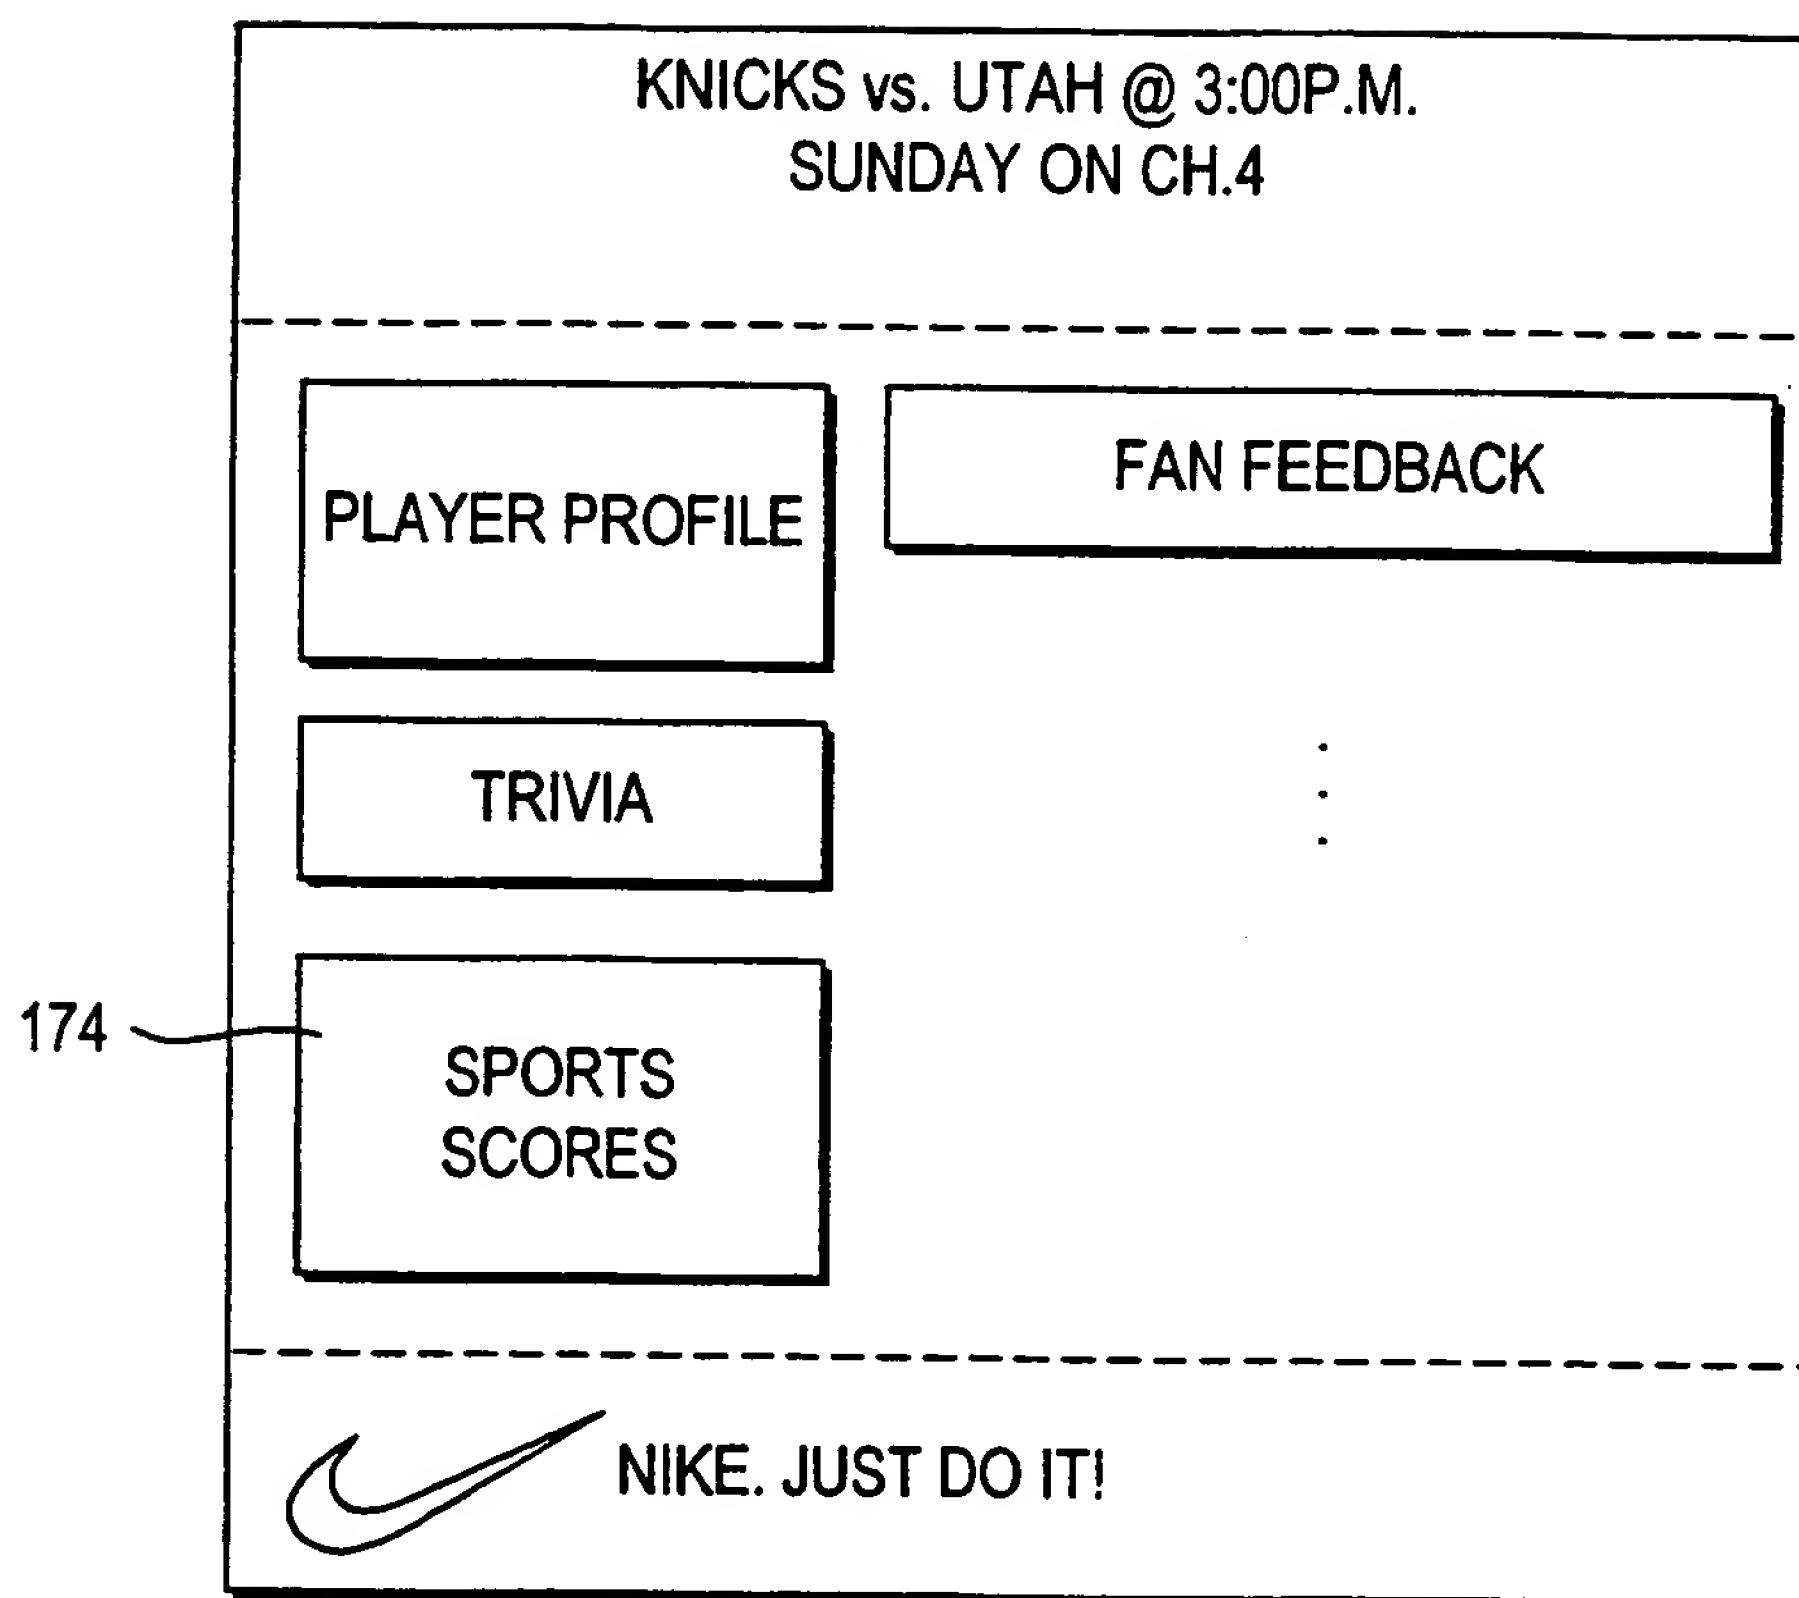 KNICKS vs. UTAH @ 3:00P.M.
SUNDAY ON CH.4
PLAYER PROFILE
FAN FEEDBACK
TRIVIA
174
SPORTS
SCORES
NIKE. JUST DO IT!